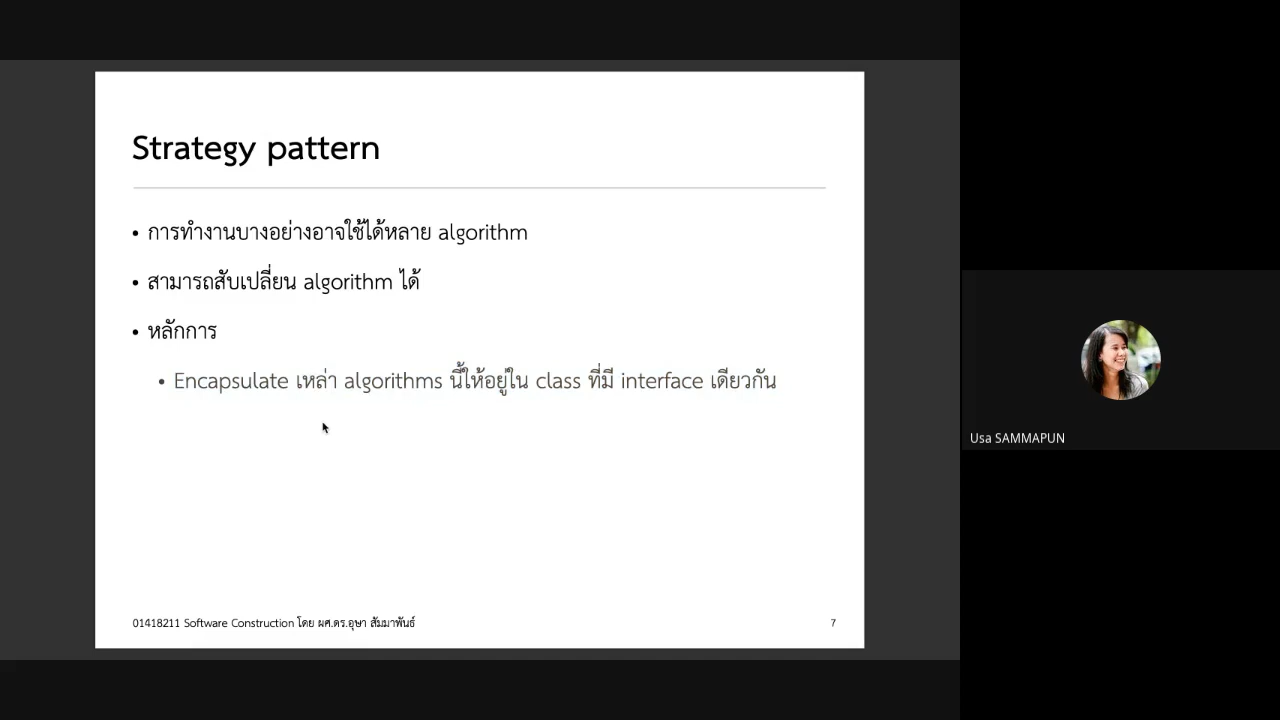 Strategy pattern
• การทำงานบางอย่างอาจใช้ได้หลาย algorithm
• สามารถสับเปลี่ยน algorithm ได้
• หลักการ
• Encapsulate เหล่า algorithms นี้ให้อยู่ใน class ที่มี interface เดียวกัน
01418211 Software Construction โดย ผศ.ดร.อุษา สัมมาพันธ์
7
Usa SAMMAPUN